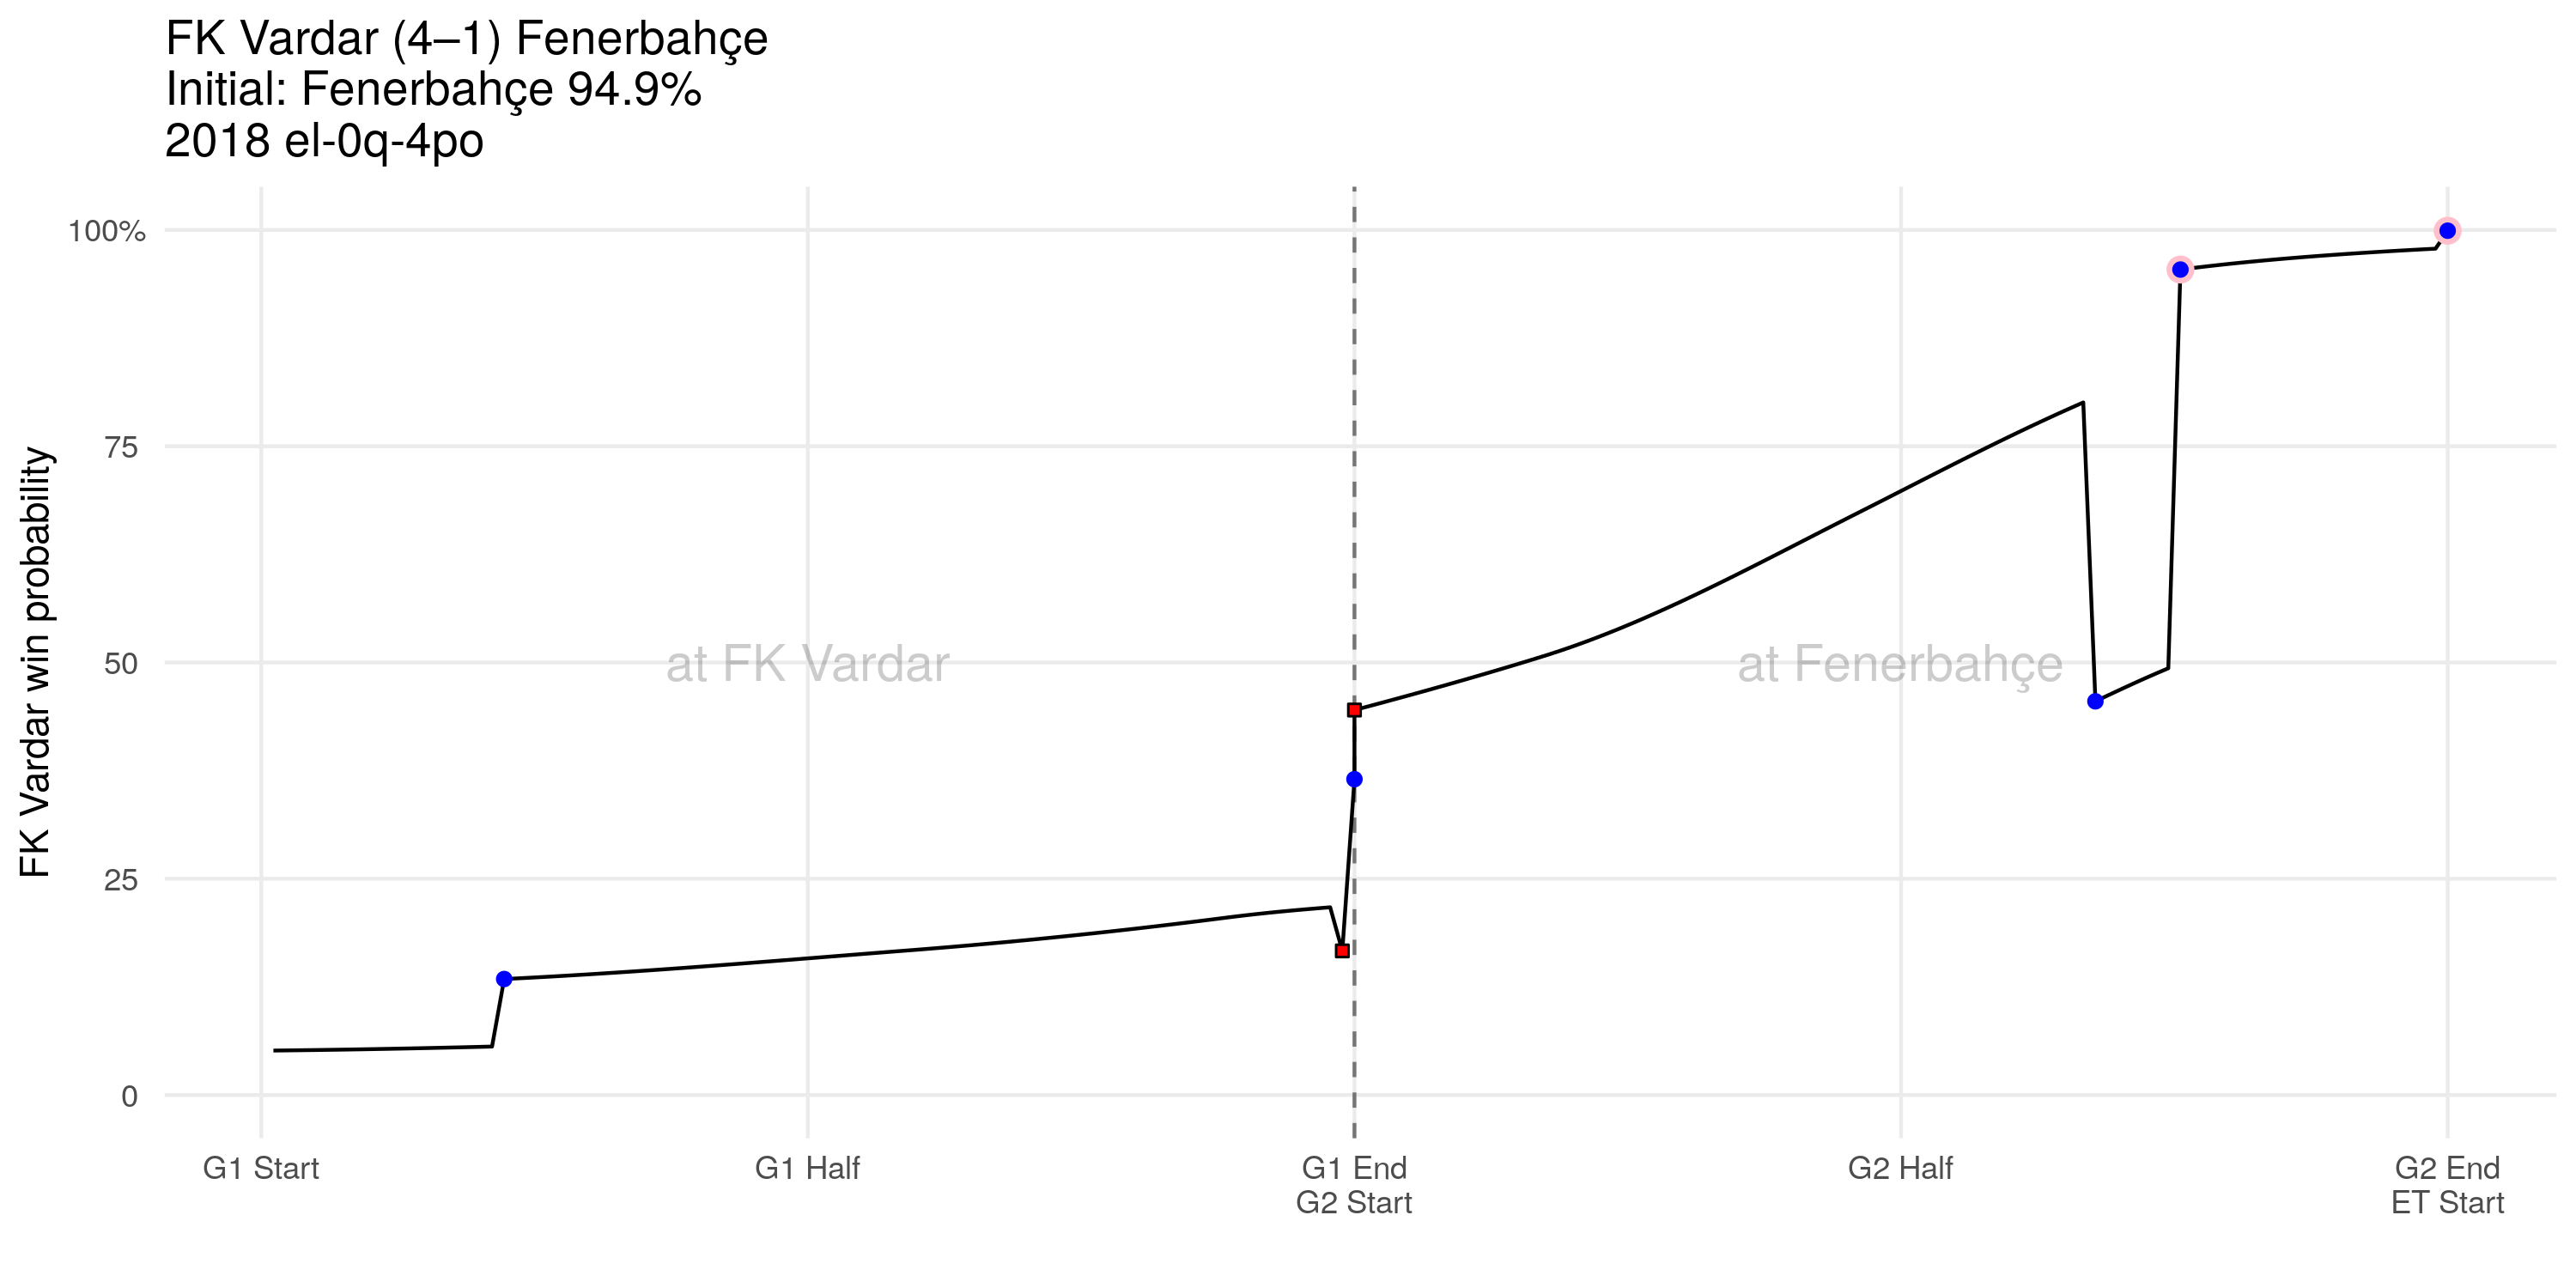 FK Vardar (4–1) Fenerbahçe
Initial: Fenerbahçe 94.9%
2018 el-0q-4po
FK Vardar win probability
100%
75
50
25
0
at FK Vardar
at Fenerbahçe
G1 Start
G1 Half
G1 End
G2 Start
G2 Half
G2 End
ET Start